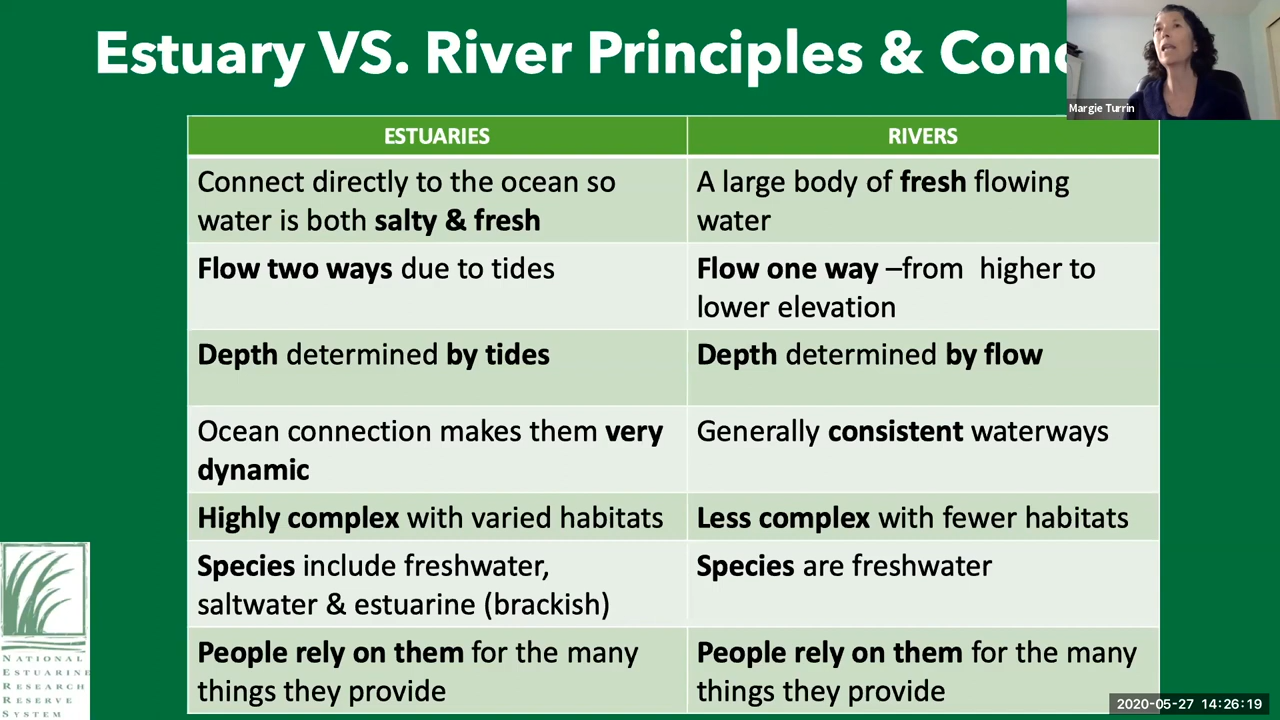 Estuary VS. River Principles & Conc
Margie Turrin
ESTUARIES
RIVERS
Connect directly to the ocean so
water is both salty & fresh
A large body of fresh flowing
water
Flow two ways due to tides
Flow one way –from  higher to
lower elevation
Depth determined by tides
Depth determined by flow
Ocean connection makes them very
dynamic
Generally consistent waterways
Highly complex with varied habitats
Less complex with fewer habitats
Species include freshwater,
saltwater & estuarine (brackish)
Species are freshwater
People rely on them for the many
things they provide
People rely on them for the many
things they provide
NATIONAL
ESTUARINE
RESEARCH
RESERVE
SYSTEM
2020-05-27 14:26:19